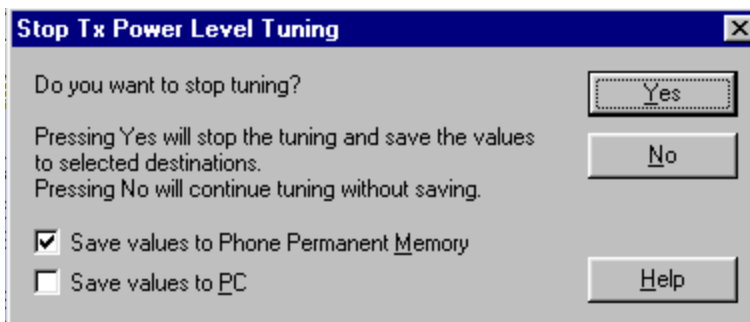 Stop Tx Power Level Tuning
Do you want to stop tuning?
Yes
Pressing Yes will stop the tuning and save the values
to selected destinations.
No
Pressing No will continue tuning without saving.
Save values to Phone Permanent Memory
Save values to PC
Help